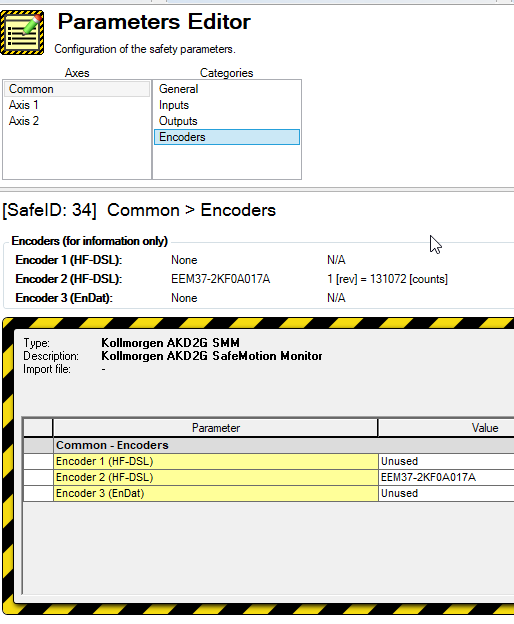 Parameters Editor
Configuration of the safety parameters.
Axes Categories
Common General
Axis 1 Inputs
Axis 2 Outputs
Encoders
[SafeID: 34] Common > Encoders
Encoders (for information only)
Encoder 1 (HF-DSL): None N/A
Encoder 2 (HF-DSL): EEM37-2KF0A017A 1 [rev] = 131072 [counts]
Encoder 3 (EnDat): None N/A
Type: Kollmorgen AKD2G SMM
Description: Kollmorgen AKD2G SafeMotion Monitor
Import file: -
Parameter Value
Common - Encoders
Encoder 1 (HF-DSL) Unused
Encoder 2 (HF-DSL) EEM37-2KF0A017A
Encoder 3 (EnDat) Unused